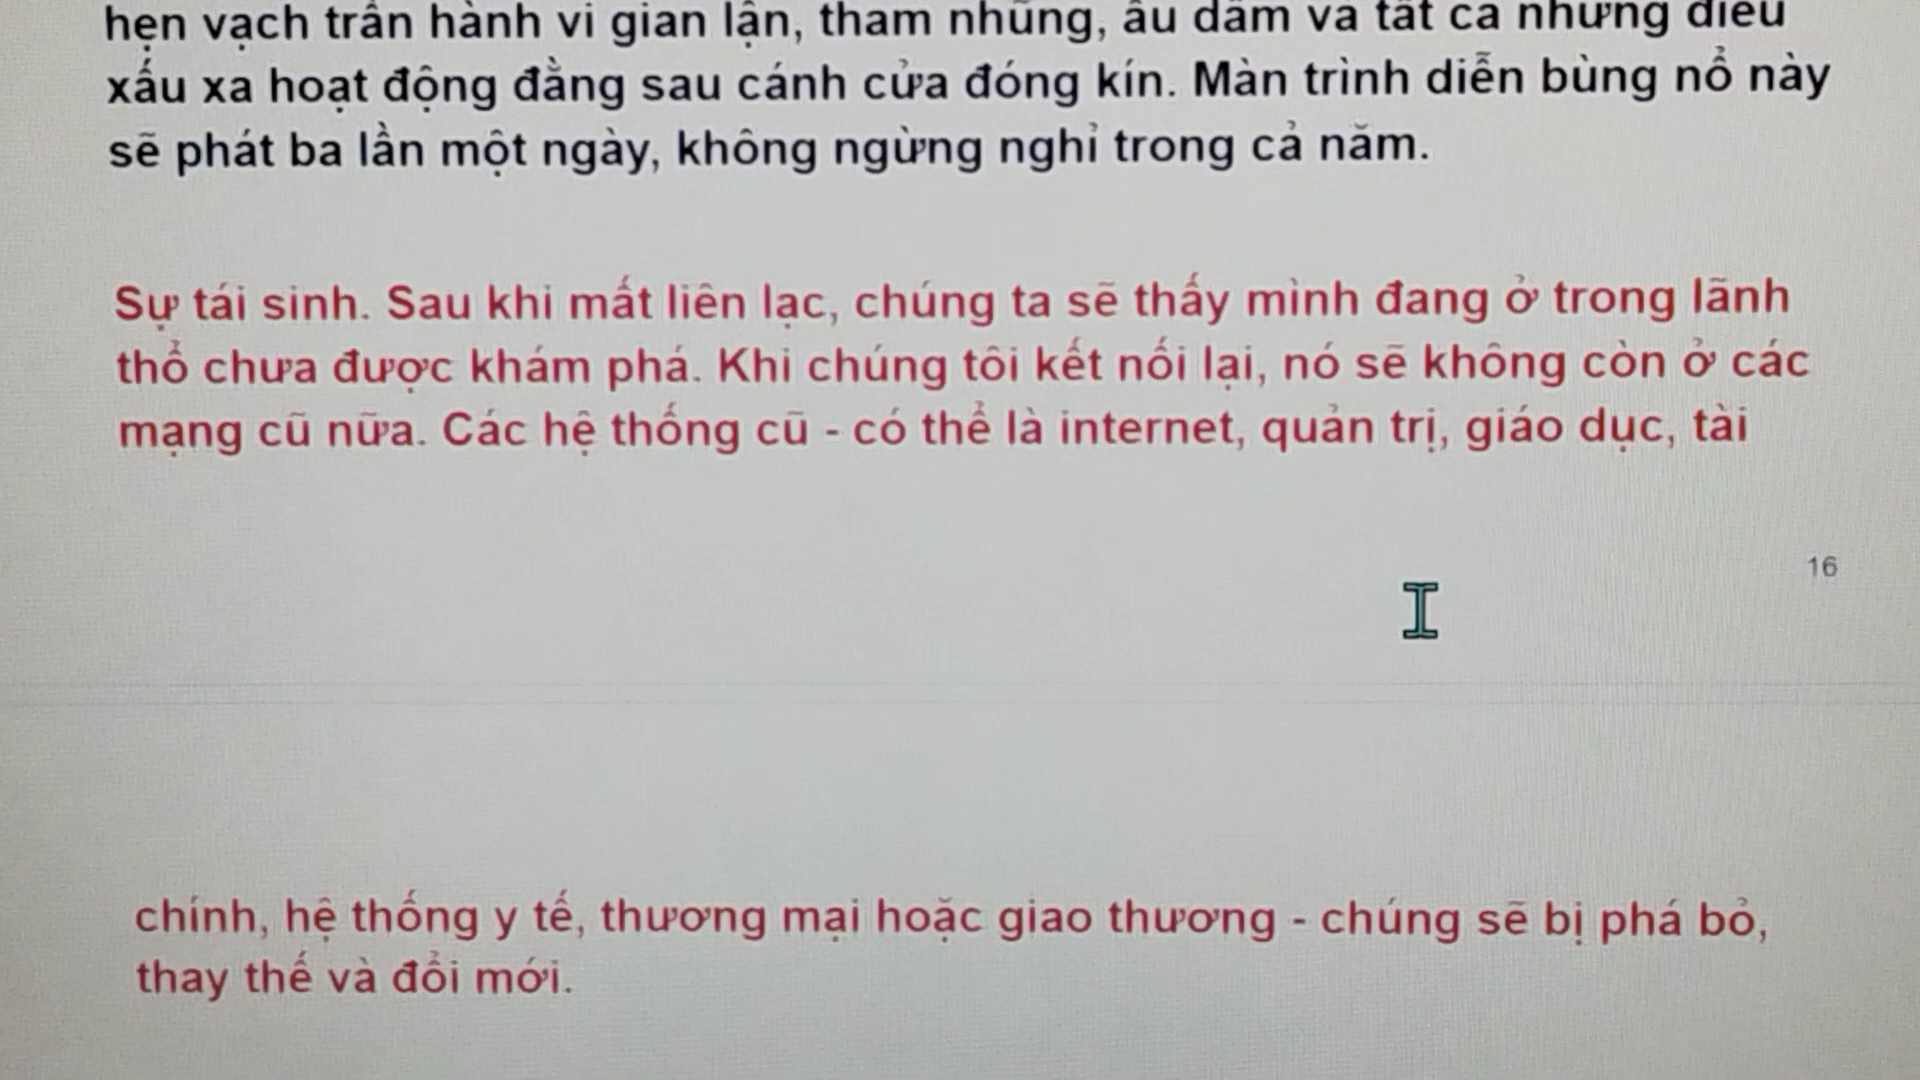 hẹn vạch trần hành vi gian lận, tham nhũng, ấu dâm và tất cả những điều
xấu xa hoạt động đằng sau cánh cửa đóng kín. Màn trình diễn bùng nổ này
sẽ phát ba lần một ngày, không ngừng nghỉ trong cả năm.
Sự tái sinh. Sau khi mất liên lạc, chúng ta sẽ thấy mình đang ở trong lãnh
thổ chưa được khám phá. Khi chúng tôi kết nối lại, nó sẽ không còn ở các
mạng cũ nữa. Các hệ thống cũ - có thể là internet, quản trị, giáo dục, tài
16
chính, hệ thống y tế, thương mại hoặc giao thương - chúng sẽ bị phá bỏ,
thay thế và đổi mới.